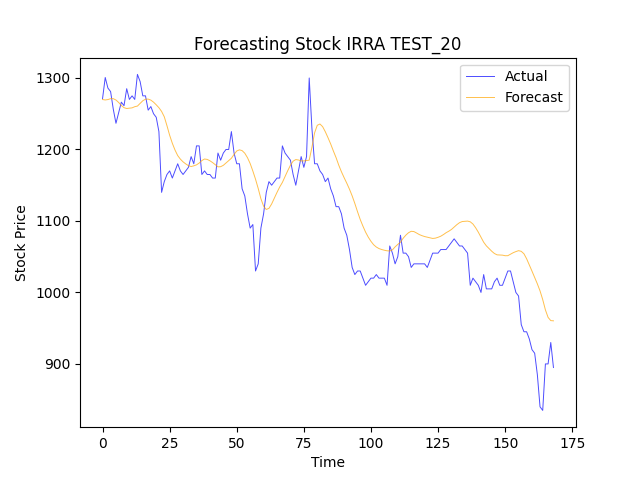 Forecasting Stock IRRA TEST_20
Actual
Forecast
1300
1200
1100
1000
900
Stock Price
0 25 50 75 100 125 150 175
Time